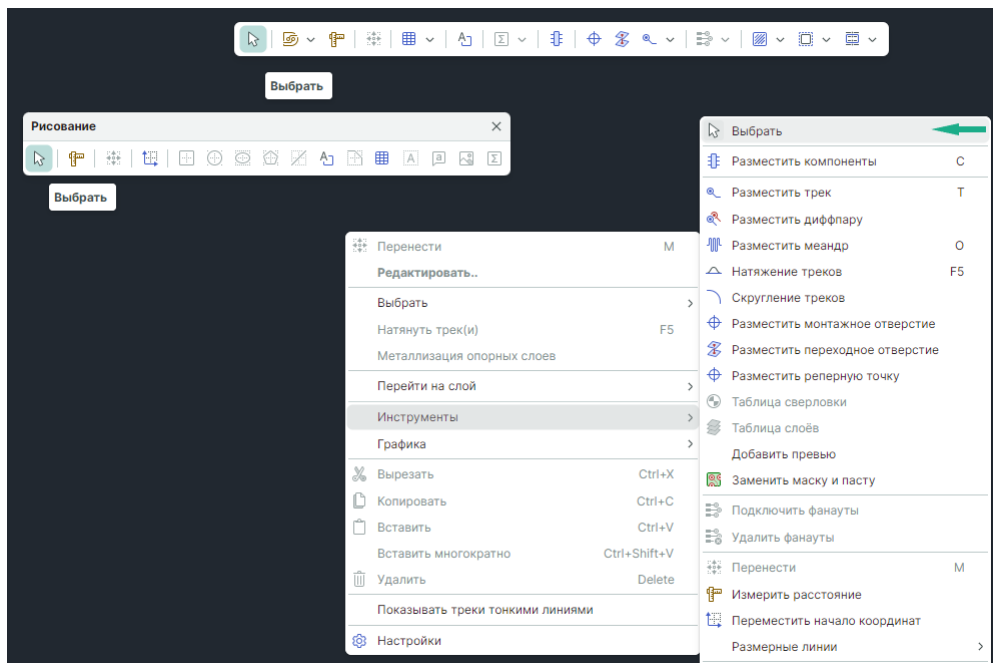 Выбрать
Рисование
Выбрать
Перенести M
Редактировать..
Выбрать
Натянуть трек(и) F5
Металлизация опорных слоев
Перейти на слой
Инструменты
Графика
Вырезать Ctrl+X
Копировать Ctrl+C
Вставить Ctrl+V
Вставить многократно Ctrl+Shift+V
Удалить Delete
Показывать треки тонкими линиями
Настройки
Выбрать
Разместить компоненты C
Разместить трек T
Разместить диффпару
Разместить меандр O
Натяжение треков F5
Скругление треков
Разместить монтажное отверстие
Разместить переходное отверстие
Разместить реперную точку
Таблица сверловки
Таблица слоёв
Добавить превью
Заменить маску и пасту
Подключить фанауты
Удалить фанауты
Перенести M
Измерить расстояние
Переместить начало координат
Размерные линии